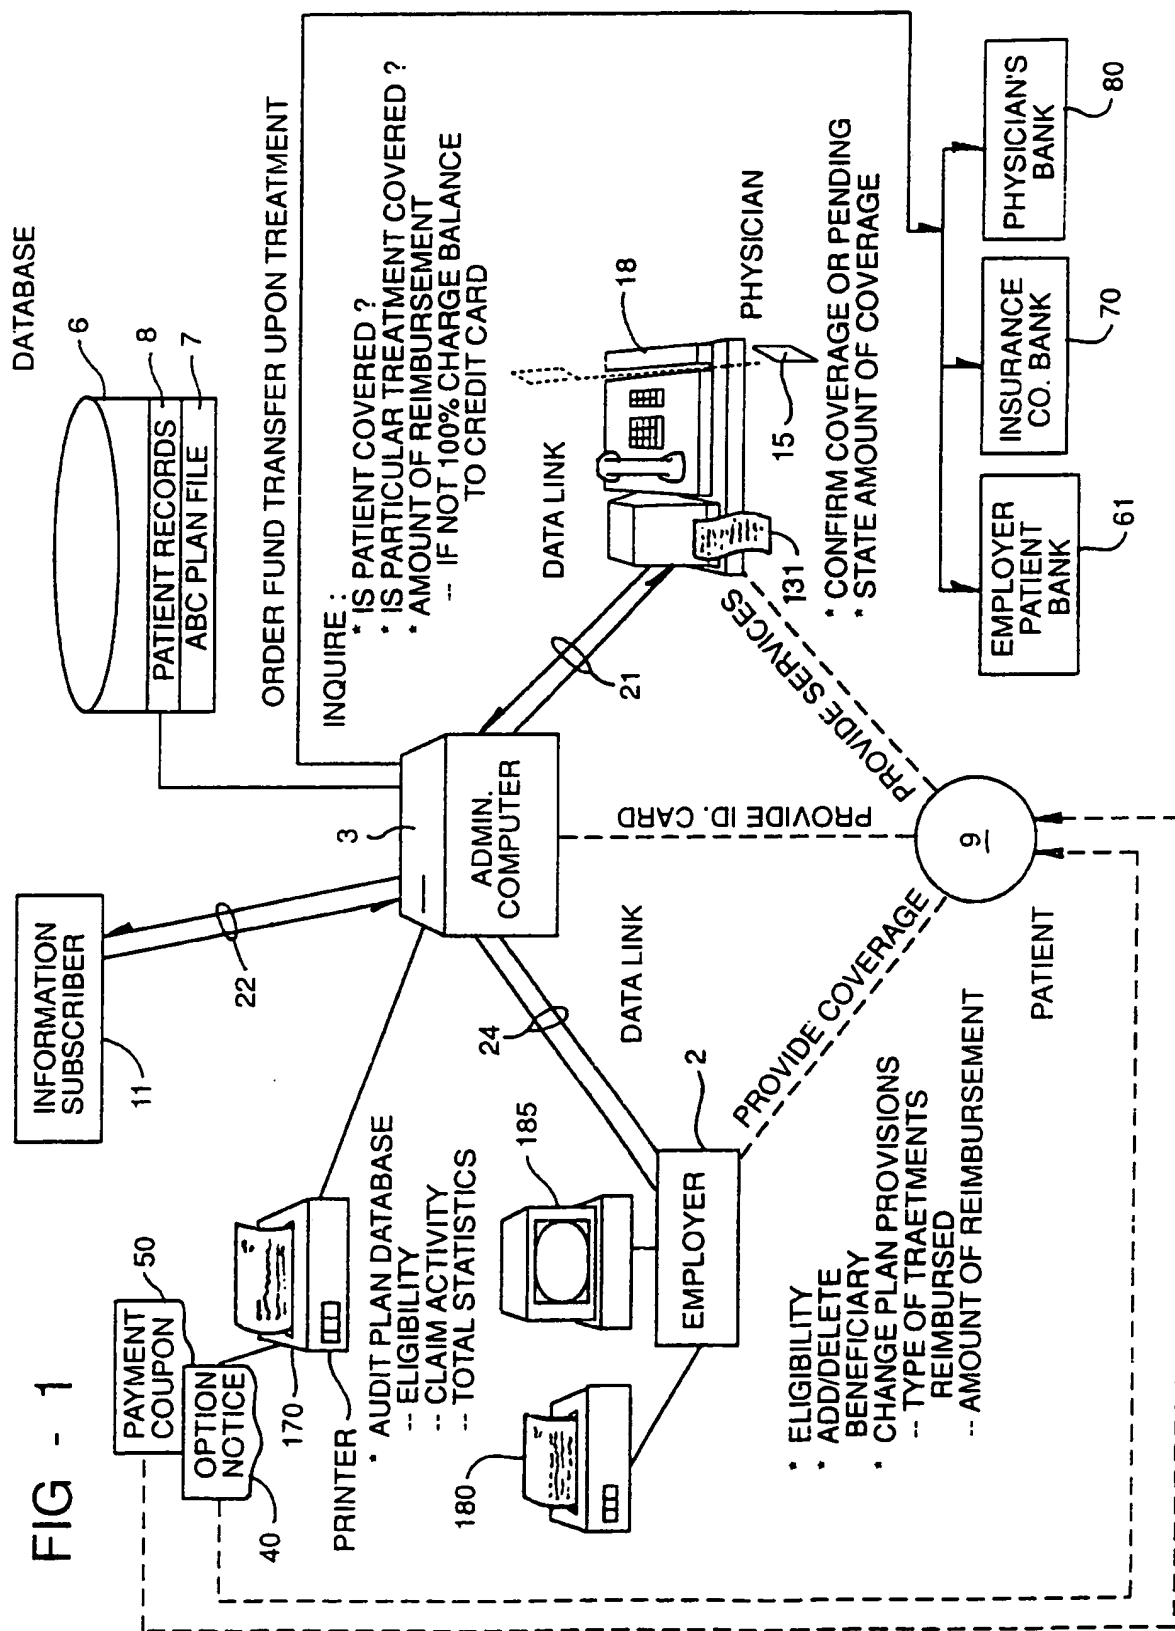 FIG - 1
PAYMENT
COUPON
50
OPTION
NOTICE
40
170
PRINTER
INFORMATION
SUBSCRIBER
11
22
DATABASE
6
PATIENT RECORDS
8
ABC PLAN FILE
7
ORDER FUND TRANSFER UPON TREATMENT
* AUDIT PLAN DATABASE
-- ELIGIBILITY
-- CLAIM ACTIVITY
-- TOTAL STATISTICS
3
ADMIN.
COMPUTER
INQUIRE :
* IS PATIENT COVERED ?
* IS PARTICULAR TREATMENT COVERED ?
* AMOUNT OF REIMBURSEMENT
-- IF NOT 100% CHARGE BALANCE
TO CREDIT CARD
180
185
24
DATA LINK
EMPLOYER
2
21
DATA LINK
18
PHYSICIAN
15
131
PROVIDE COVERAGE
PROVIDE ID. CARD
PROVIDE SERVICES
* CONFIRM COVERAGE OR PENDING
* STATE AMOUNT OF COVERAGE
* ELIGIBILITY
* ADD/DELETE
BENEFICIARY
* CHANGE PLAN PROVISIONS
-- TYPE OF TRAETMENTS
REIMBURSED
-- AMOUNT OF REIMBURSEMENT
9
PATIENT
EMPLOYER
PATIENT
BANK
61
INSURANCE
CO. BANK
70
PHYSICIAN'S
BANK
80